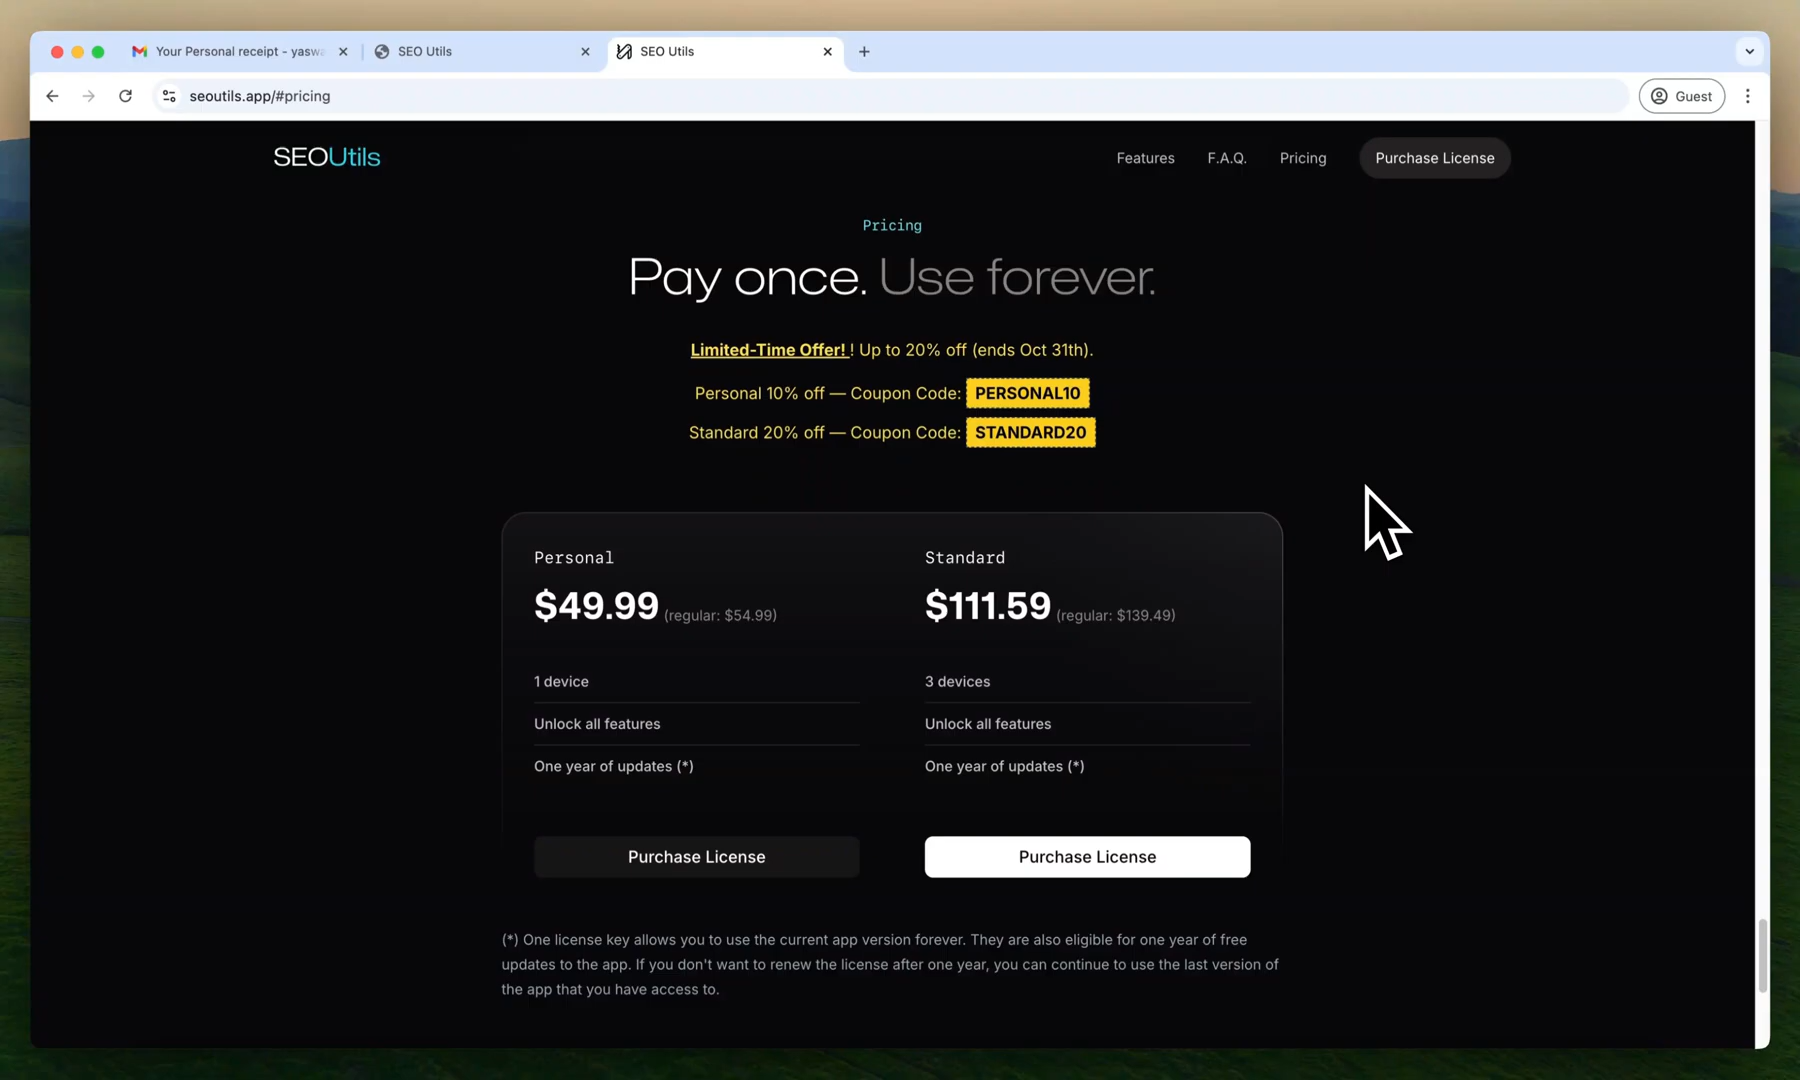 Your Personal receipt - yasw
SEO Utils
SEO Utils
seoutils.app/#pricing
Guest
SEOUtils
Features
F.A.Q.
Pricing
Purchase License
Pricing
Pay once. Use forever.
Limited-Time Offer! ! Up to 20% off (ends Oct 31th).
Personal 10% off — Coupon Code: PERSONAL10
Standard 20% off — Coupon Code: STANDARD20
Personal
$49.99 (regular: $54.99)
1 device
Unlock all features
One year of updates (*)
Purchase License
Standard
$111.59 (regular: $139.49)
3 devices
Unlock all features
One year of updates (*)
Purchase License
(*) One license key allows you to use the current app version forever. They are also eligible for one year of free
updates to the app. If you don't want to renew the license after one year, you can continue to use the last version of
the app that you have access to.